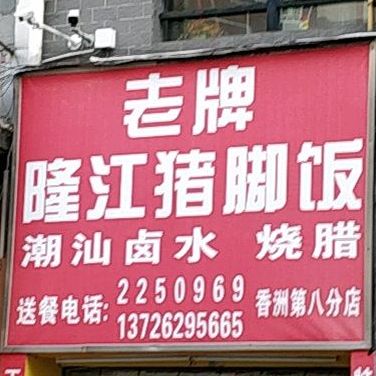 老牌
隆江猪脚饭
潮汕卤水 烧腊
送餐电话: 2250969 香洲第八分店
13726295665